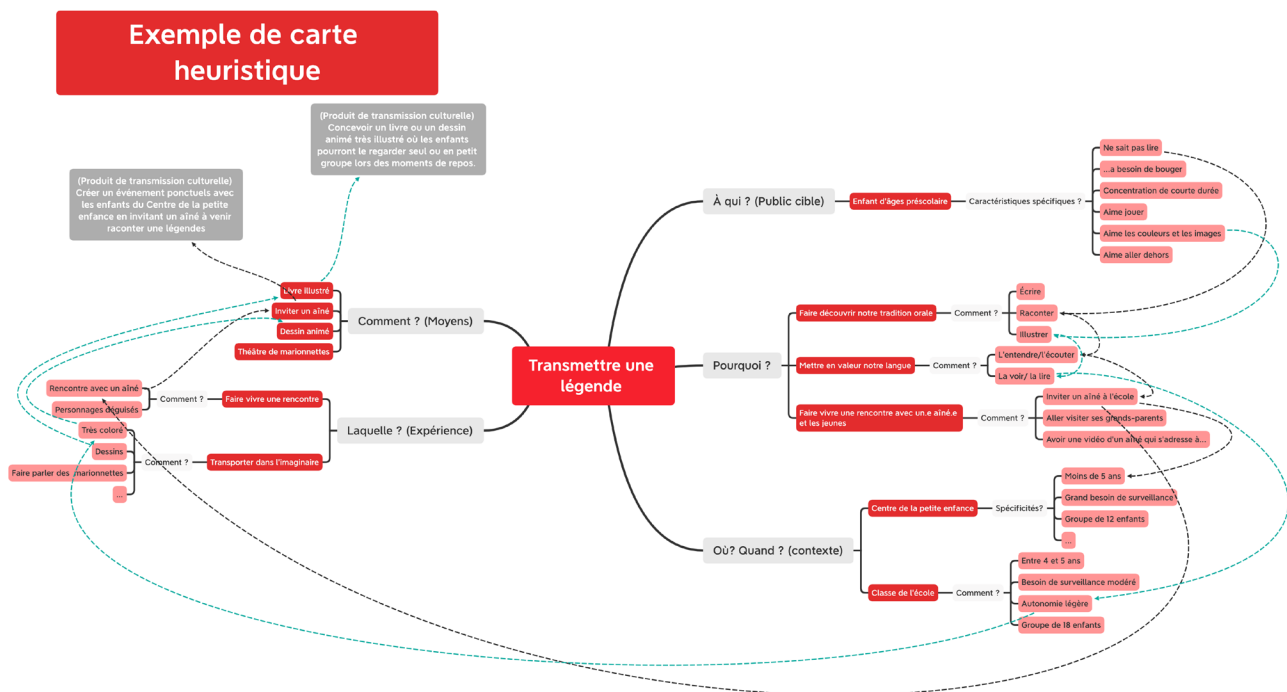 Exemple de carte
heuristique
(Produit de transmission culturelle)
Concevoir un livre ou un dessin
animé très illustré où les enfants
pourront le regarder seul ou en petit
groupe lors des moments de repos.
(Produit de transmission culturelle)
Créer un événement ponctuels avec
les enfants du Centre de la petite
enfance en invitant un aîné à venir
raconter une légendes
Livre illustré
Inviter un aîné
Dessin animé
Théâtre de marionnettes
Comment ? (Moyens)
Rencontre avec un aîné
Personnages déguisés
Comment ?
Faire vivre une rencontre
Laquelle ? (Expérience)
Très coloré
Dessins
Faire parler des marionnettes
...
Comment ?
Transporter dans l'imaginaire
Transmettre une
légende
À qui ? (Public cible)
Enfant d'âges préscolaire
Caractéristiques spécifiques ?
Ne sait pas lire
...a besoin de bouger
Concentration de courte durée
Aime jouer
Aime les couleurs et les images
Aime aller dehors
Pourquoi ?
Faire découvrir notre tradition orale
Comment ?
Écrire
Raconter
Illustrer
Mettre en valeur notre langue
Comment ?
L'entendre/l'écouter
La voir/ la lire
Faire vivre une rencontre avec un.e aîné.e
et les jeunes
Comment ?
Inviter un aîné à l'école
Aller visiter ses grands-parents
Avoir une vidéo d'un aîné qui s'adresse à...
Où? Quand ? (contexte)
Centre de la petite enfance
Spécificités?
Moins de 5 ans
Grand besoin de surveillance
Groupe de 12 enfants
...
Classe de l'école
Comment ?
Entre 4 et 5 ans
Besoin de surveillance modéré
Autonomie légère
Groupe de 18 enfants